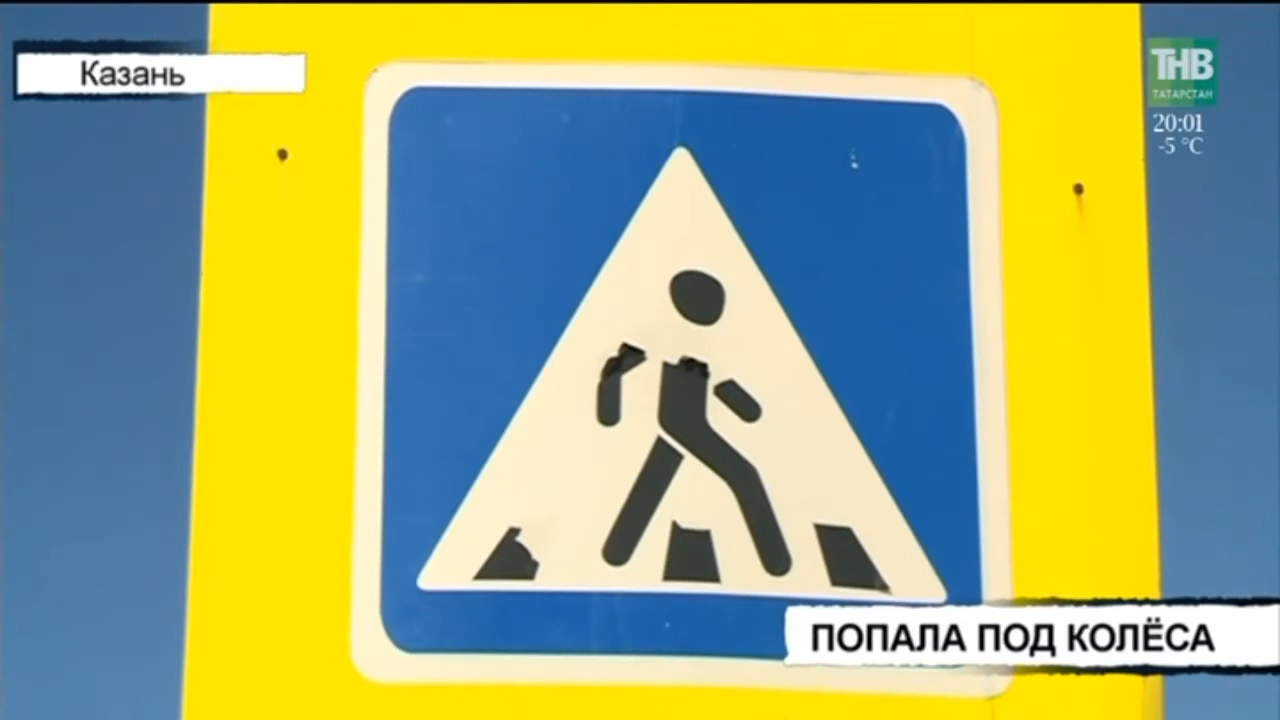 Казань
ТНВ
ТАТАРСТАН
20:01
-5 °C
ПОПАЛА ПОД КОЛЁСА